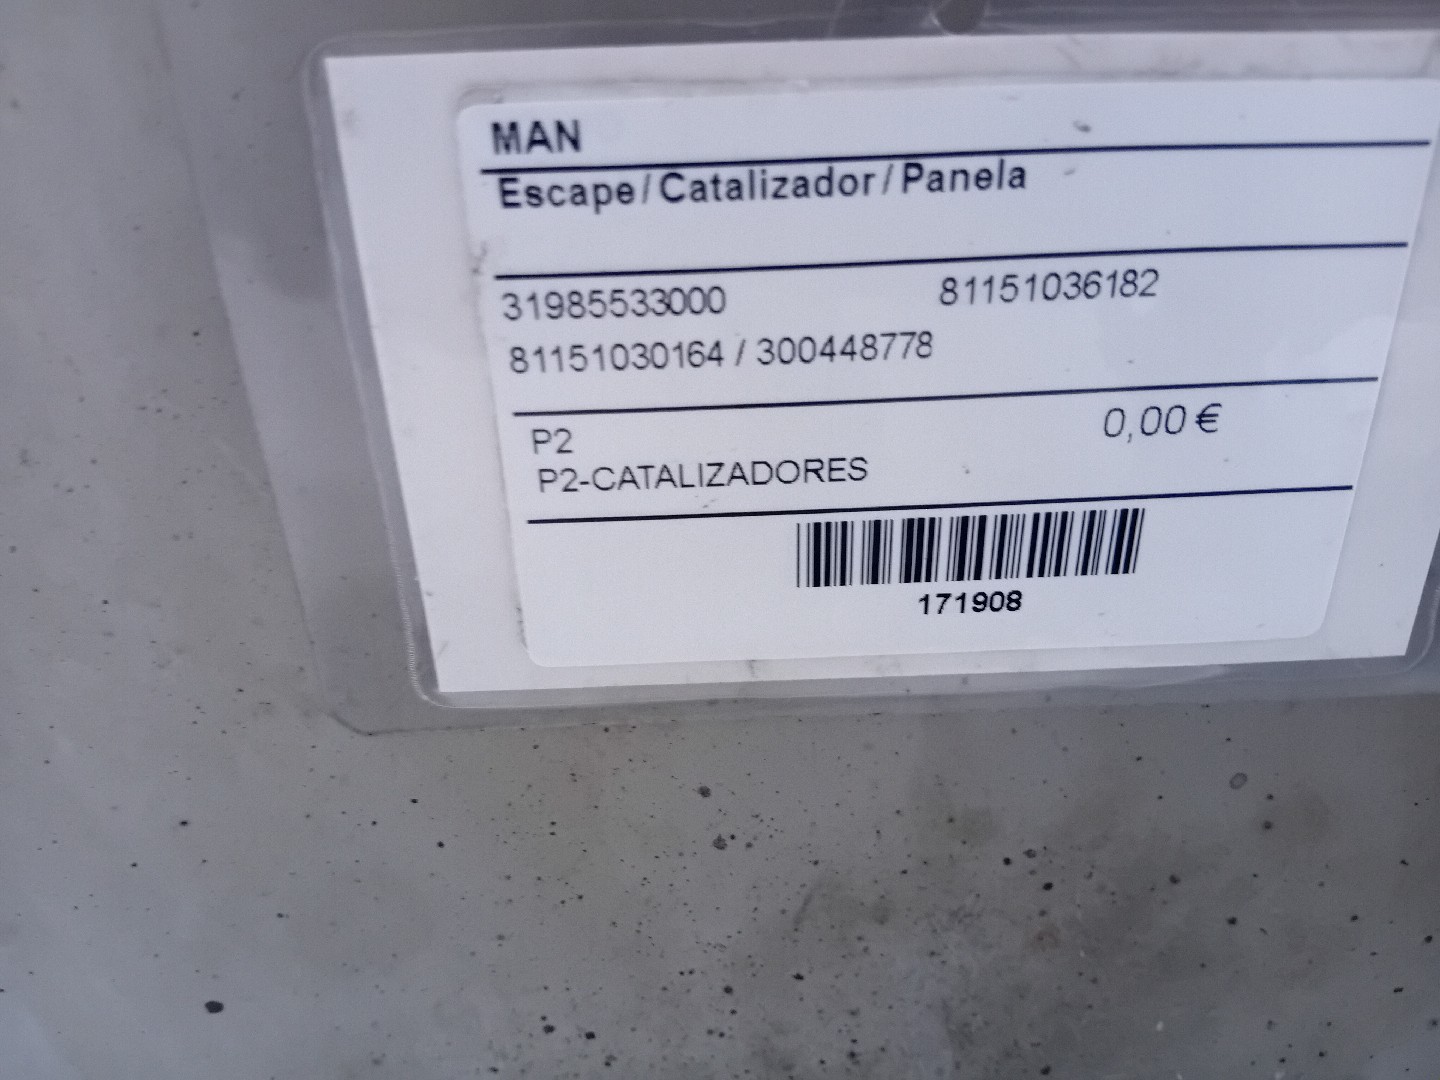 MAN
Escape/Catalizador/Panela
31985533000 81151036182
81151030164 / 300448778
P2 0,00 €
P2-CATALIZADORES
171908